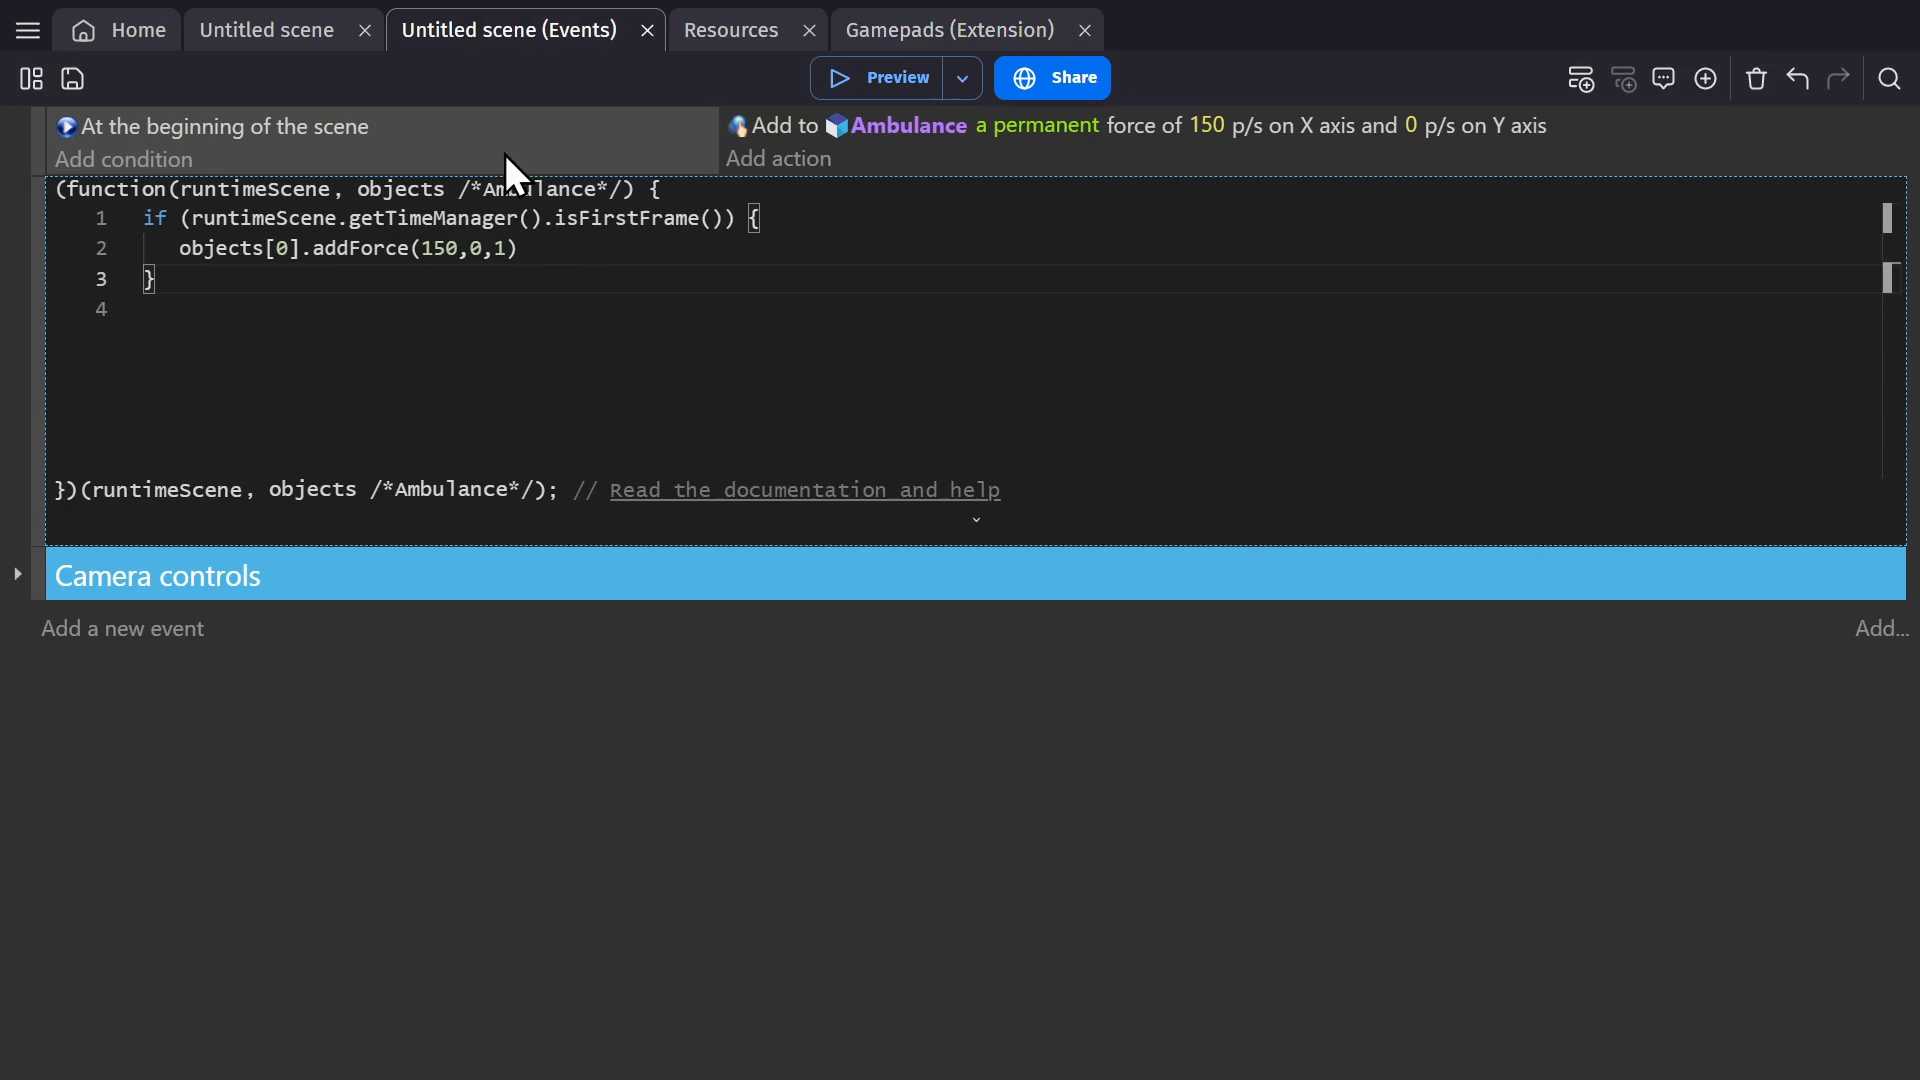 Home
Untitled scene
Untitled scene (Events)
Resources
Gamepads (Extension)
Preview
Share
At the beginning of the scene
Add condition
Add to Ambulance a permanent force of 150 p/s on X axis and 0 p/s on Y axis
Add action
(function(runtimeScene, objects /*Ambulance*/) {
1 if (runtimeScene.getTimeManager().isFirstFrame()) {
2 objects[0].addForce(150,0,1)
3 }
4
})(runtimeScene, objects /*Ambulance*/); // Read the documentation and help
Camera controls
Add a new event
Add...